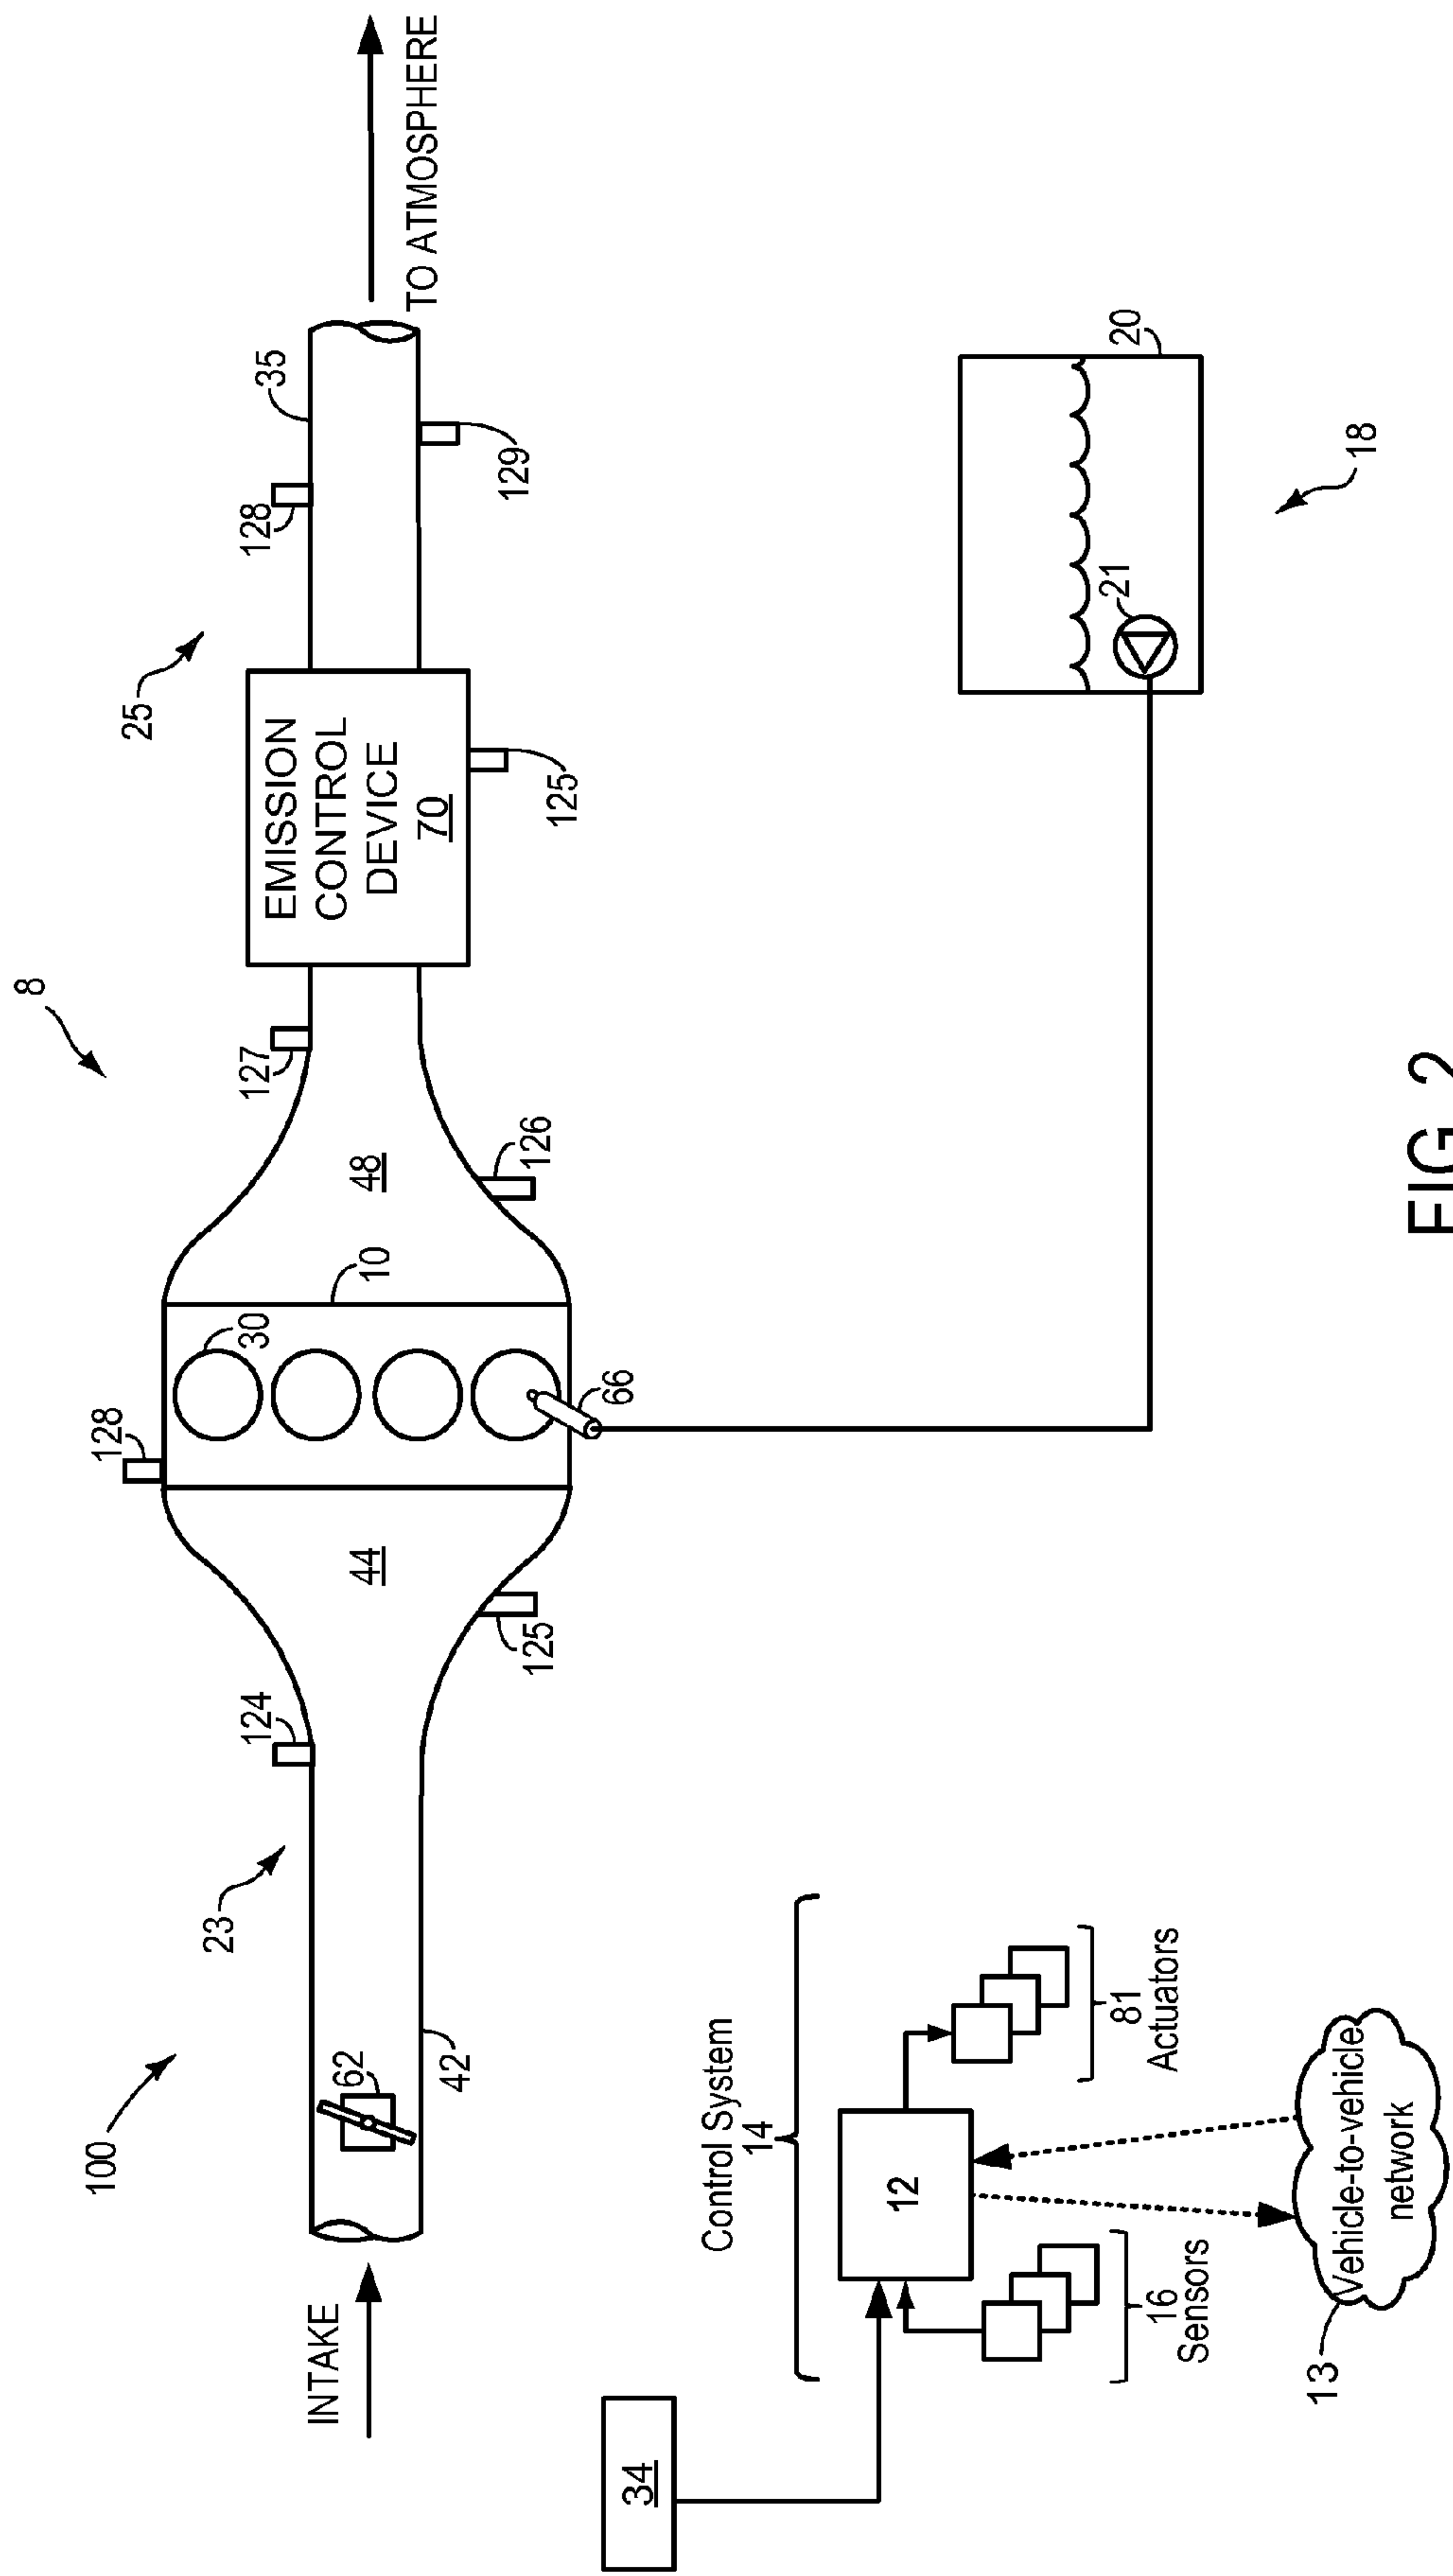 8
100
23
25
INTAKE
62
42
124
44
125
128
30
10
66
48
126
127
EMISSION
CONTROL
DEVICE
70
125
128
35
129
TO ATMOSPHERE
34
Control System
14
12
16
Sensors
81
Actuators
13
Vehicle-to-vehicle
network
21
20
18
FIG. 2